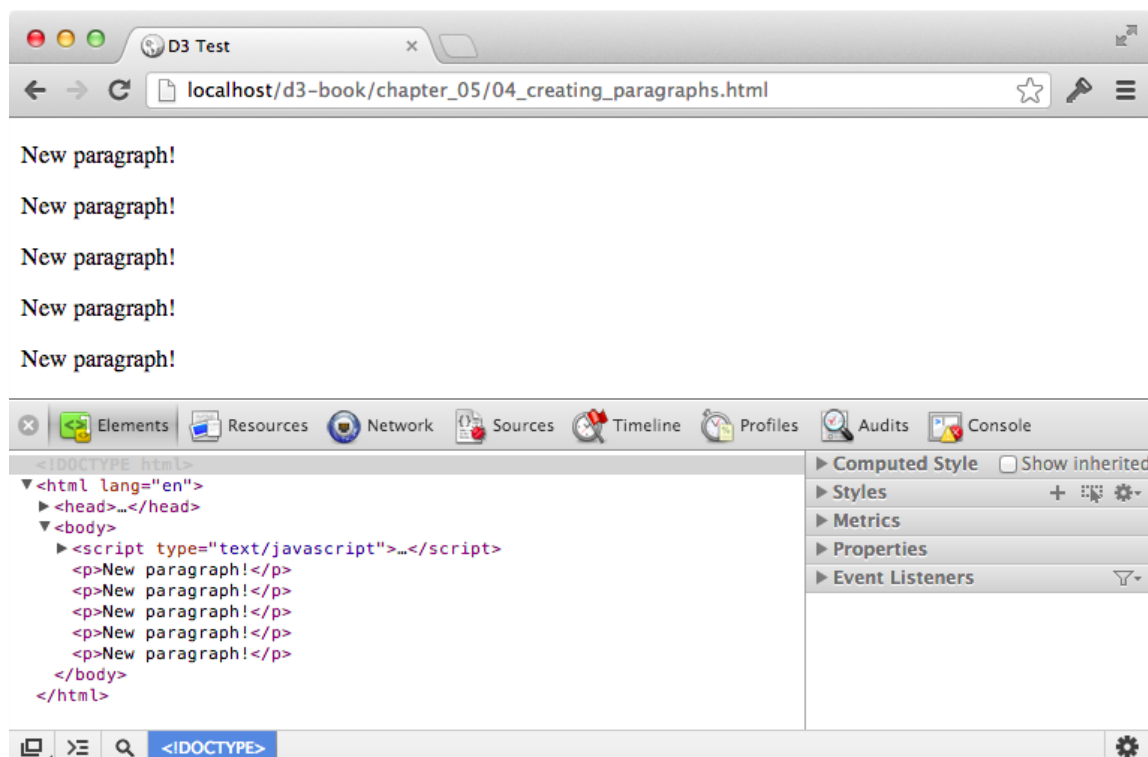 D3 Test
localhost/d3-book/chapter_05/04_creating_paragraphs.html
New paragraph!
New paragraph!
New paragraph!
New paragraph!
New paragraph!
Elements Resources Network Sources Timeline Profiles Audits Console
<!DOCTYPE html>
<html lang="en">
<head>…</head>
<body>
<script type="text/javascript">…</script>
<p>New paragraph!</p>
<p>New paragraph!</p>
<p>New paragraph!</p>
<p>New paragraph!</p>
<p>New paragraph!</p>
</body>
</html>
Computed Style Show inherited
Styles
Metrics
Properties
Event Listeners
<!DOCTYPE>